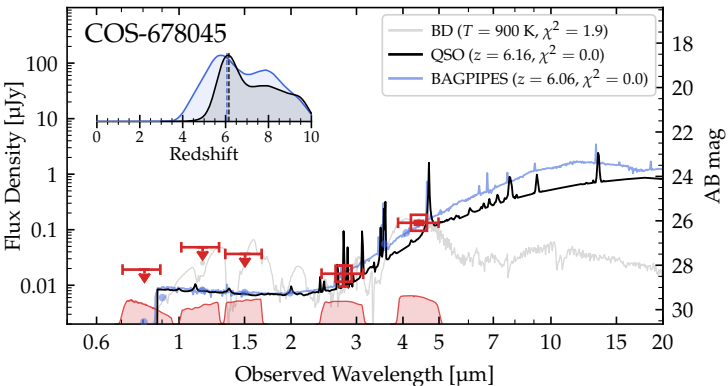 COS-678045
BD (T = 900 K, χ² = 1.9)
QSO (z = 6.16, χ² = 0.0)
BAGPIPES (z = 6.06, χ² = 0.0)
0 2 4 6 8 10
Redshift
100
10
1
0.1
0.01
Flux Density [μJy]
18
20
22
24
26
28
30
AB mag
0.6 1 1.5 2 3 4 5 10 15 20
Observed Wavelength [μm]